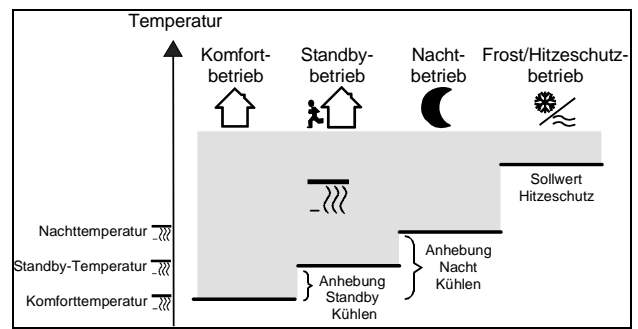 Temperatur
Komfort-
betrieb
Standby-
betrieb
Nacht-
betrieb
Frost/Hitzeschutz-
betrieb
Sollwert
Hitzeschutz
Nachttemperatur
Standby-Temperatur
Komforttemperatur
Anhebung
Nacht
Kühlen
Anhebung
Standby
Kühlen